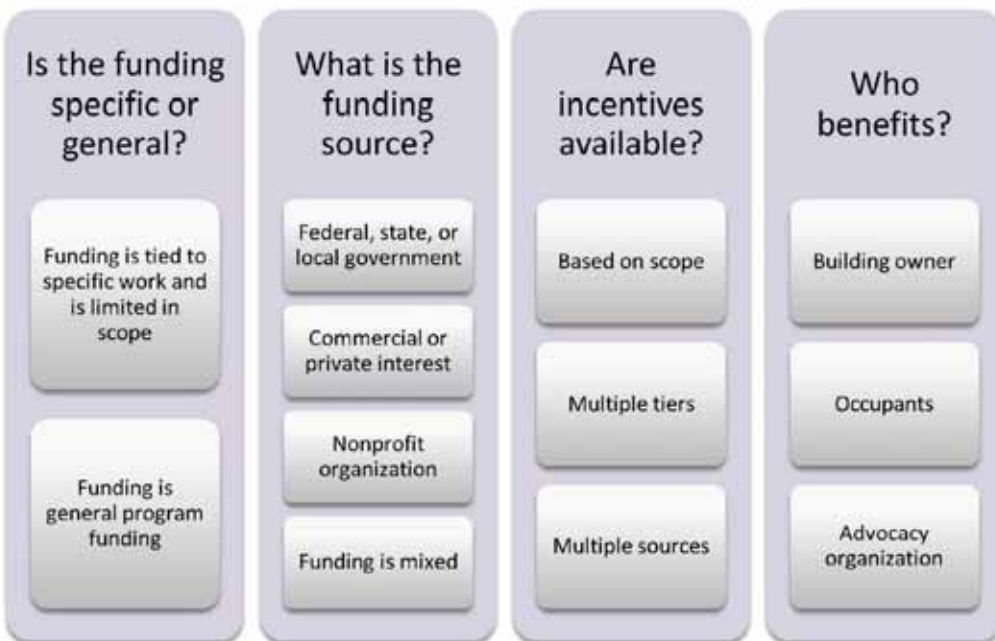 Is the funding
specific or
general?
Funding is tied to
specific work and
is limited in
scope
Funding is
general program
funding
What is the
funding
source?
Federal, state, or
local government
Commercial or
private interest
Nonprofit
organization
Funding is mixed
Are
incentives
available?
Based on scope
Multiple tiers
Multiple sources
Who
benefits?
Building owner
Occupants
Advocacy
organization